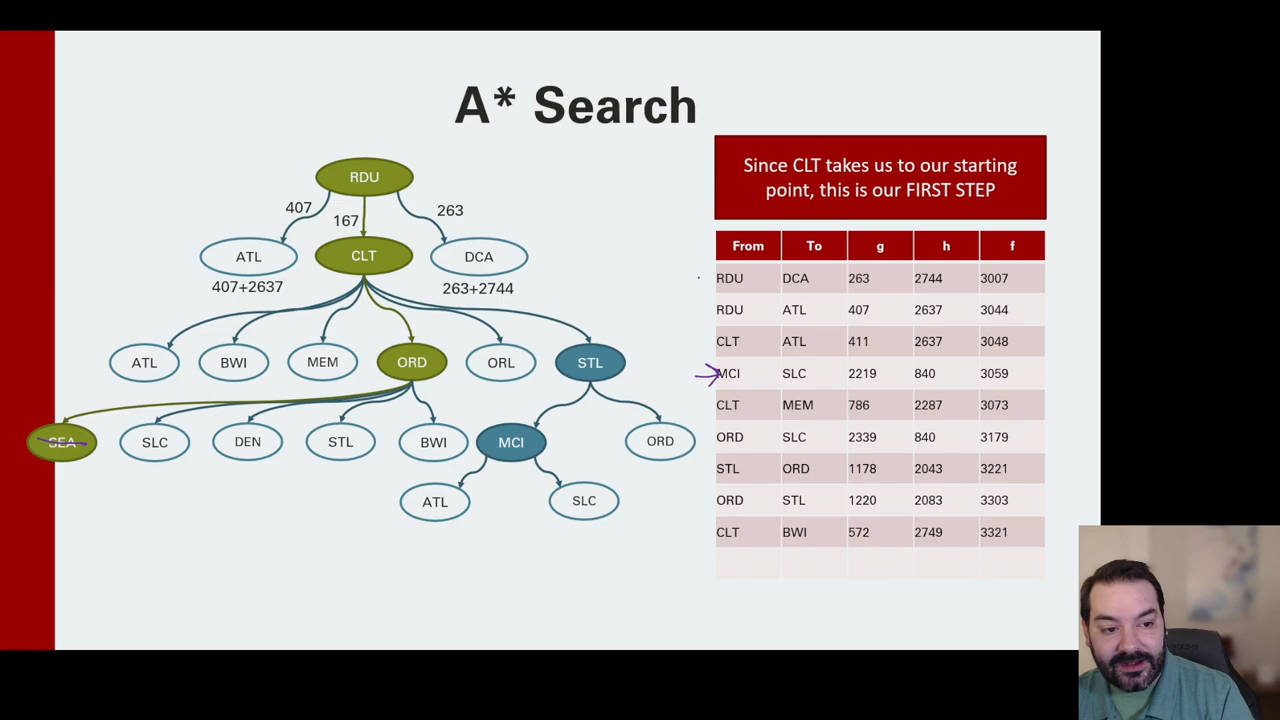 A* Search
Since CLT takes us to our starting
point, this is our FIRST STEP
RDU
407
167
263
ATL
CLT
DCA
407+2637
263+2744
ATL
BWI
MEM
ORD
ORL
STL
SEA
SLC
DEN
STL
BWI
MCI
ORD
ATL
SLC
From To g h f
RDU DCA 263 2744 3007
RDU ATL 407 2637 3044
CLT ATL 411 2637 3048
MCI SLC 2219 840 3059
CLT MEM 786 2287 3073
ORD SLC 2339 840 3179
STL ORD 1178 2043 3221
ORD STL 1220 2083 3303
CLT BWI 572 2749 3321